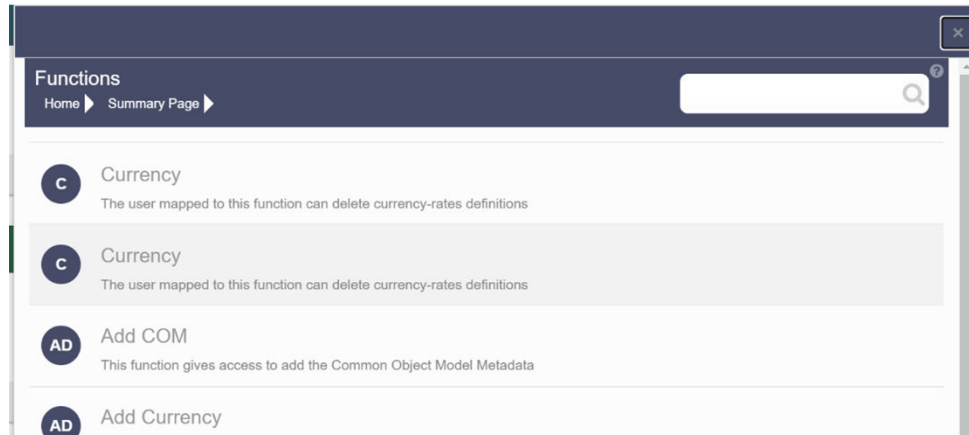 Functions
Home Summary Page
C Currency
The user mapped to this function can delete currency-rates definitions
C Currency
The user mapped to this function can delete currency-rates definitions
AD Add COM
This function gives access to add the Common Object Model Metadata
AD Add Currency